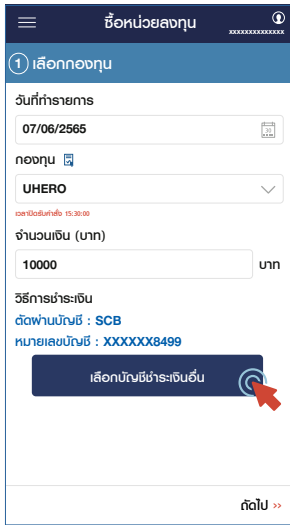 ซื้อหน่วยลงทุน
xxxxxxxxxxxxxx
1 เลือกกองทุน
วันที่ทำรายการ
07/06/2565
กองทุน
UHERO
เวลาปิดรับคำสั่ง 15:30:00
จำนวนเงิน (บาท)
10000 บาท
วิธีการชำระเงิน
ตัดผ่านบัญชี : SCB
หมายเลขบัญชี : XXXXXX8499
เลือกบัญชีชำระเงินอื่น
ถัดไป >>